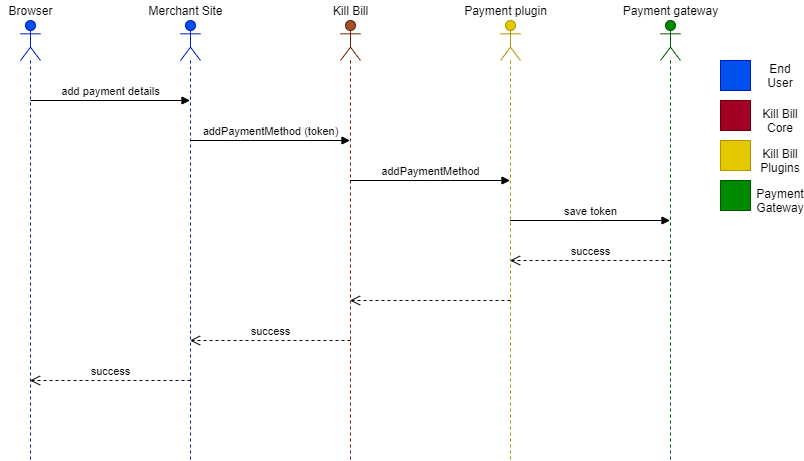 Browser
Merchant Site
Kill Bill
Payment plugin
Payment gateway
End
User
Kill Bill
Core
Kill Bill
Plugins
Payment
Gateway
add payment details
addPaymentMethod (token)
addPaymentMethod
save token
success
success
success